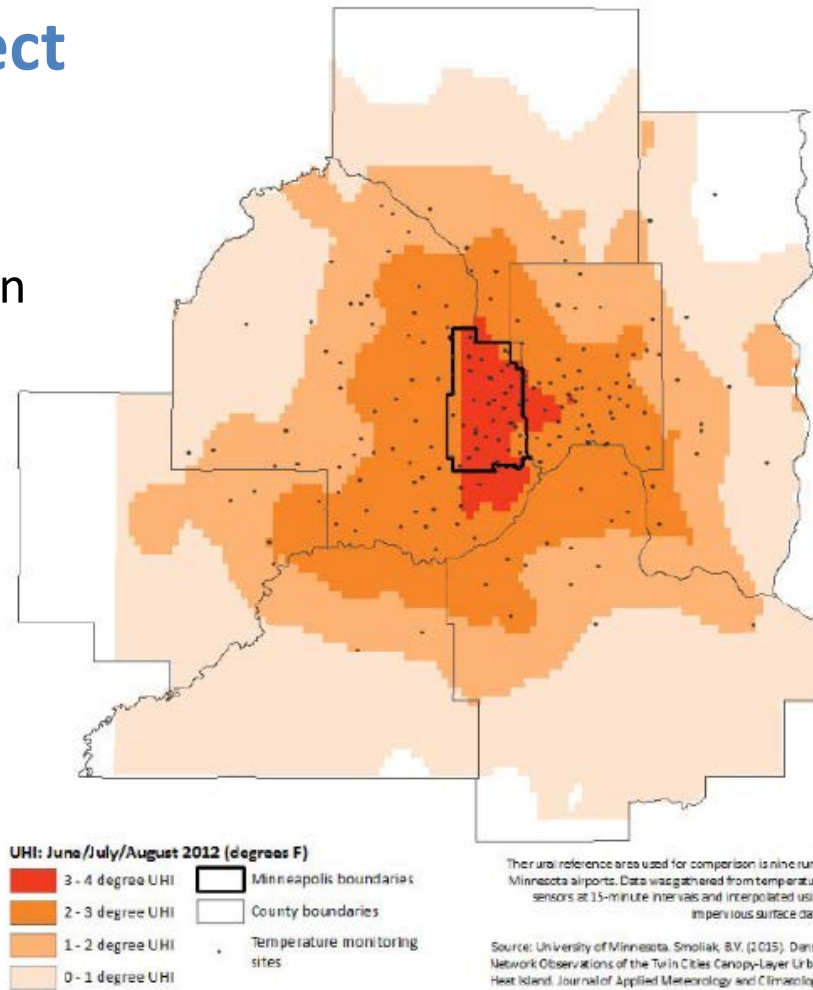 ect
n
UHI: June/July/August 2012 (degrees F)
3 - 4 degree UHI
2 - 3 degree UHI
1 - 2 degree UHI
0 - 1 degree UHI
Minneapolis boundaries
County boundaries
Temperature monitoring
sites
The rural reference area used for comparison is nine rur
Minnesota airports. Data was gathered from temperatu
sensors at 15-minute intervals and interpolated usi
impervious surface da
Source: University of Minnesota. Smoliak, B.V. (2015). Dens
Network Observations of the Twin Cities Canopy-Layer Urb
Heat Island. Journal of Applied Meteorology and Climatolog